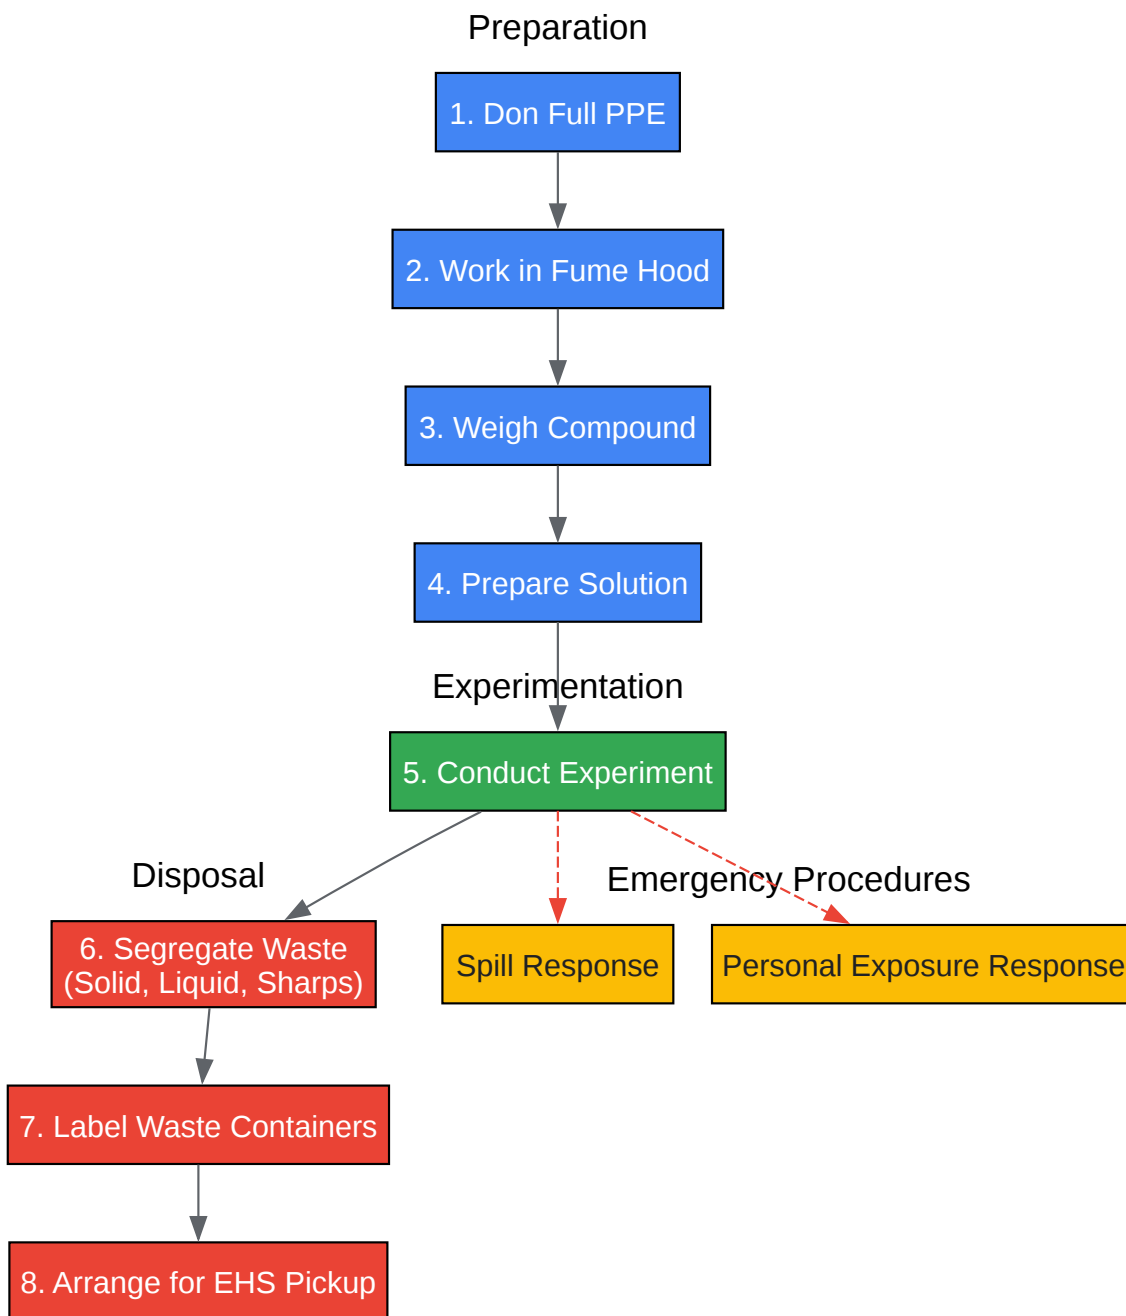 Preparation
1. Don Full PPE
2. Work in Fume Hood
3. Weigh Compound
4. Prepare Solution
Experimentation
5. Conduct Experiment
Disposal
Emergency Procedures
6. Segregate Waste
(Solid, Liquid, Sharps)
Spill Response
Personal Exposure Response
7. Label Waste Containers
8. Arrange for EHS Pickup